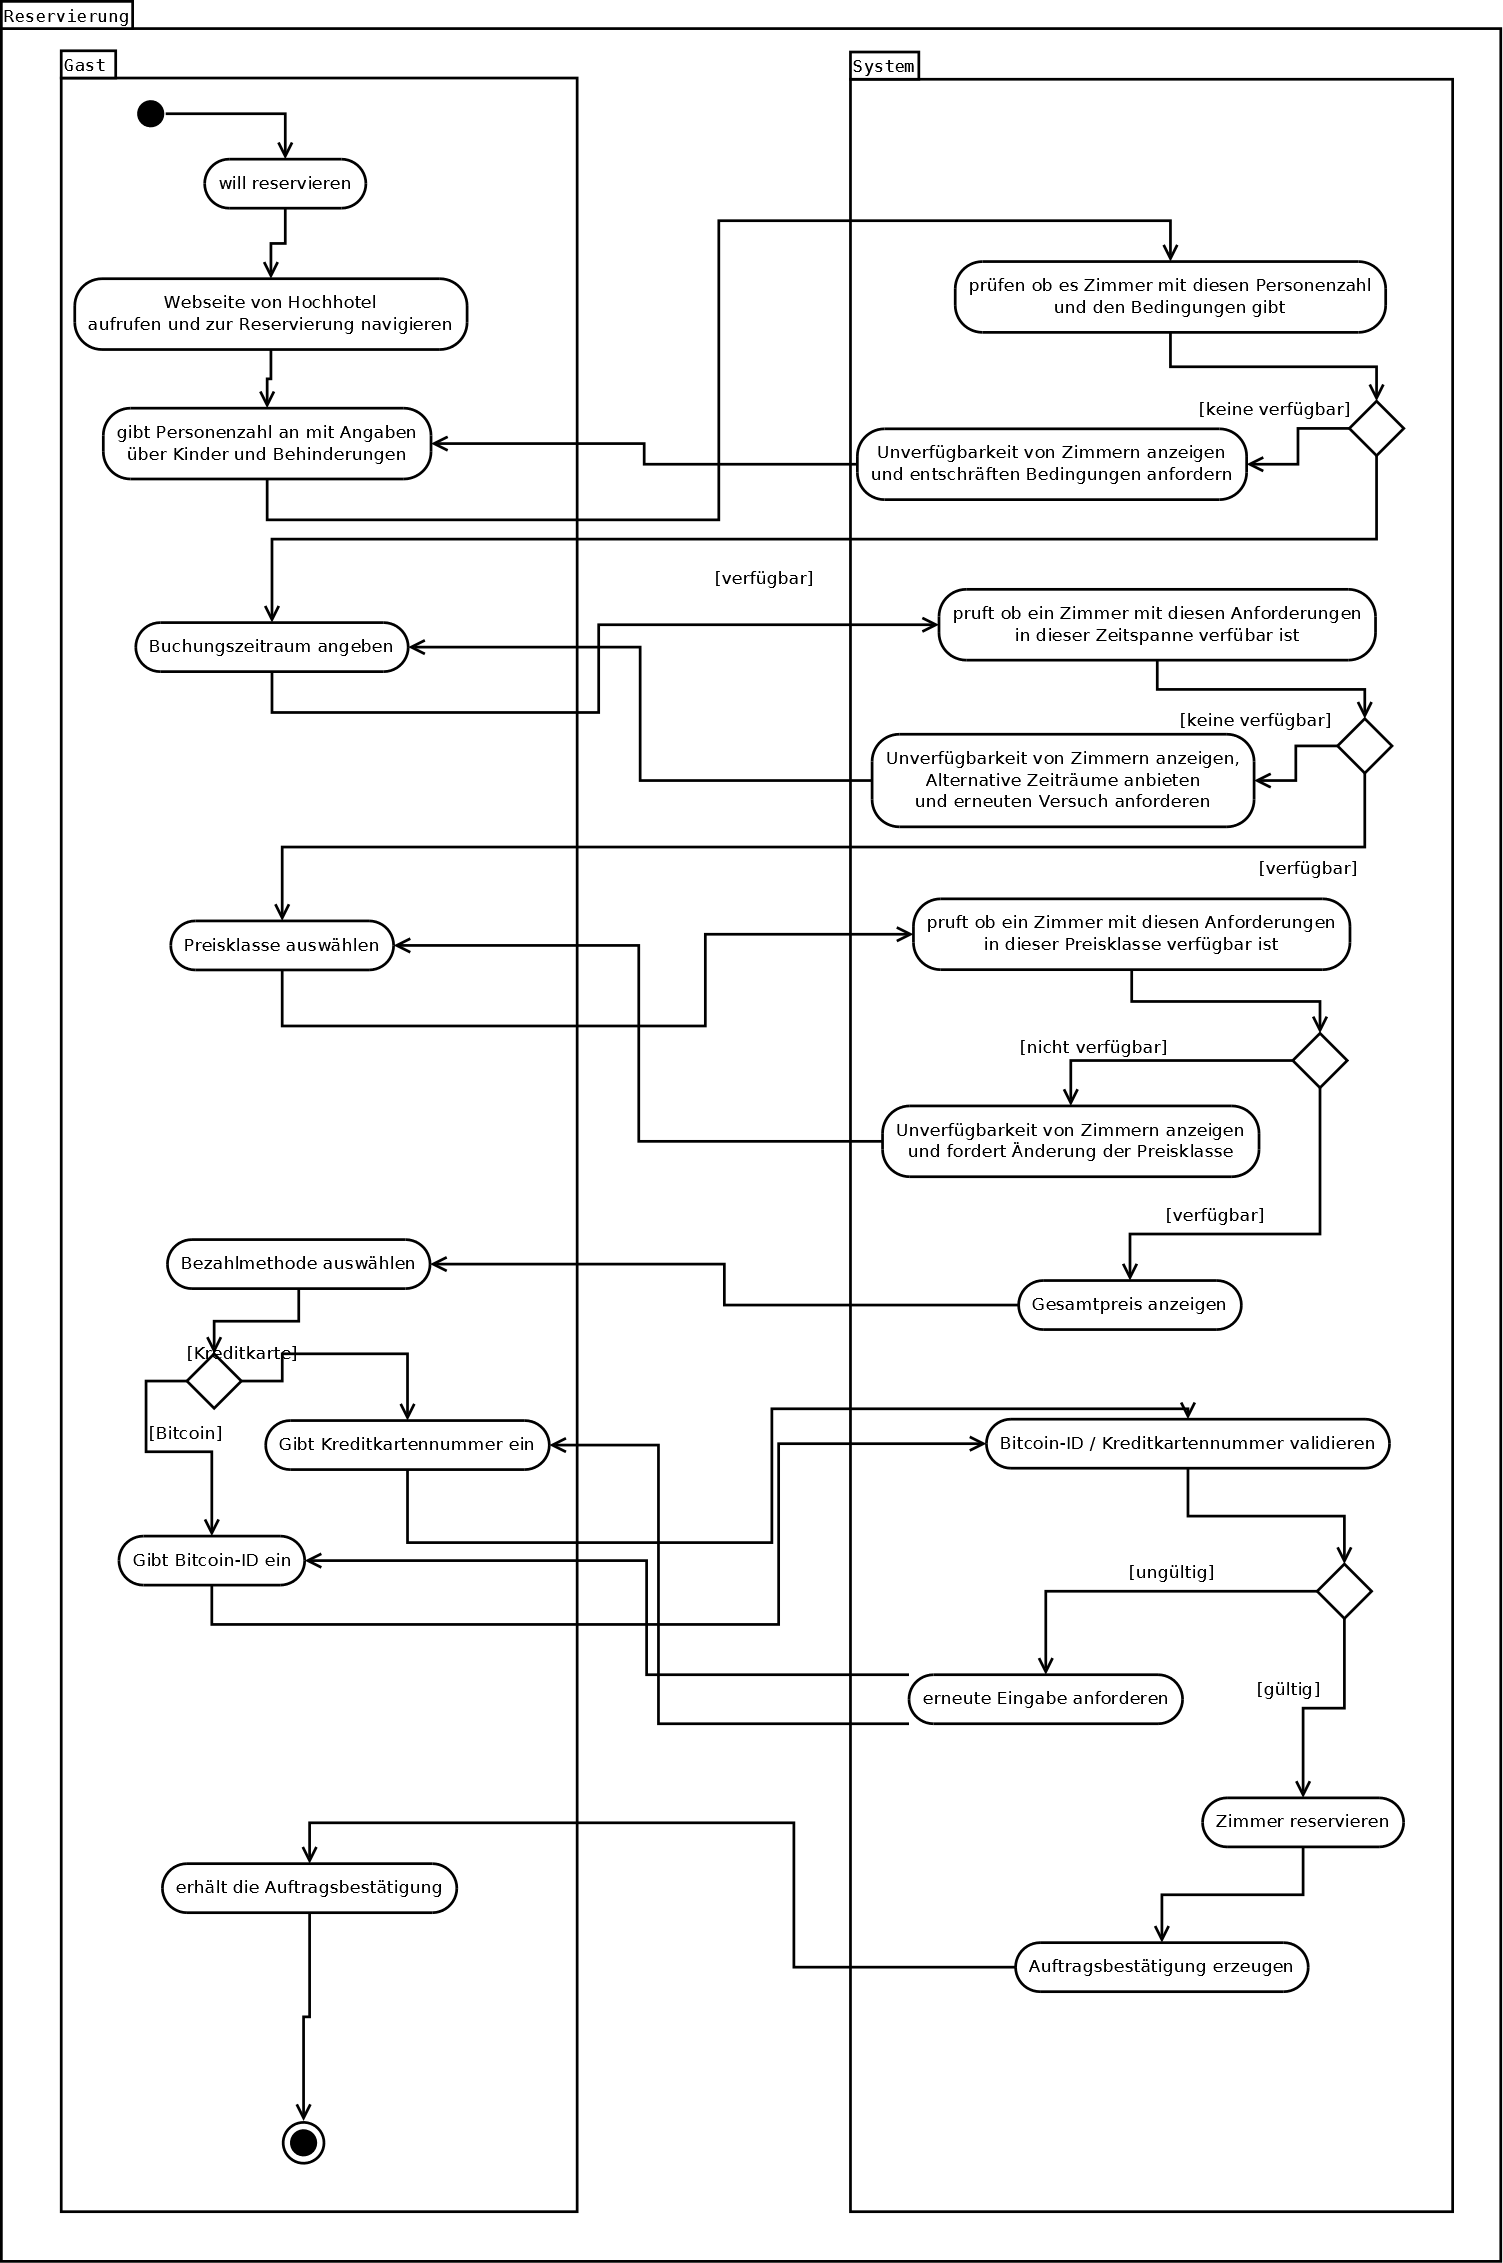 Reservierung
Gast
System
will reservieren
Webseite von Hochhotel
aufrufen und zur Reservierung navigieren
prüfen ob es Zimmer mit diesen Personenzahl
und den Bedingungen gibt
[keine verfügbar]
gibt Personenzahl an mit Angaben
über Kinder und Behinderungen
Unverfügbarkeit von Zimmern anzeigen
und entschräften Bedingungen anfordern
[verfügbar]
Buchungszeitraum angeben
pruft ob ein Zimmer mit diesen Anforderungen
in dieser Zeitspanne verfübar ist
[keine verfügbar]
Unverfügbarkeit von Zimmern anzeigen,
Alternative Zeiträume anbieten
und erneuten Versuch anforderen
[verfügbar]
Preisklasse auswählen
pruft ob ein Zimmer mit diesen Anforderungen
in dieser Preisklasse verfügbar ist
[nicht verfügbar]
Unverfügbarkeit von Zimmern anzeigen
und fordert Änderung der Preisklasse
[verfügbar]
Bezahlmethode auswählen
Gesamtpreis anzeigen
[Kreditkarte]
[Bitcoin]
Gibt Kreditkartennummer ein
Bitcoin-ID / Kreditkartennummer validieren
Gibt Bitcoin-ID ein
[ungültig]
erneute Eingabe anforderen
[gültig]
Zimmer reservieren
erhält die Auftragsbestätigung
Auftragsbestätigung erzeugen